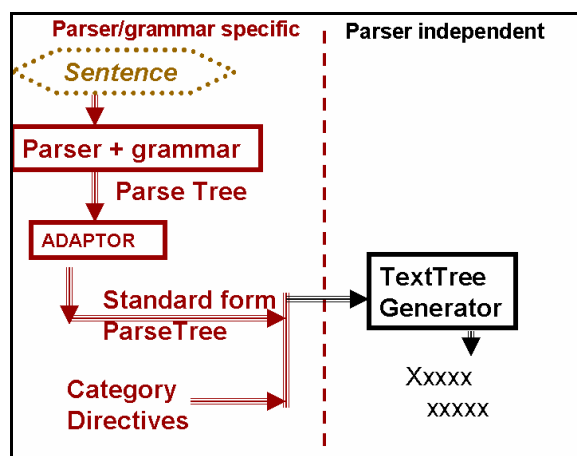 Parser/grammar specific
Parser independent
Sentence
Parser + grammar
Parse Tree
ADAPTOR
Standard form
ParseTree
TextTree
Generator
Category
Directives
Xxxxx
xxxxx